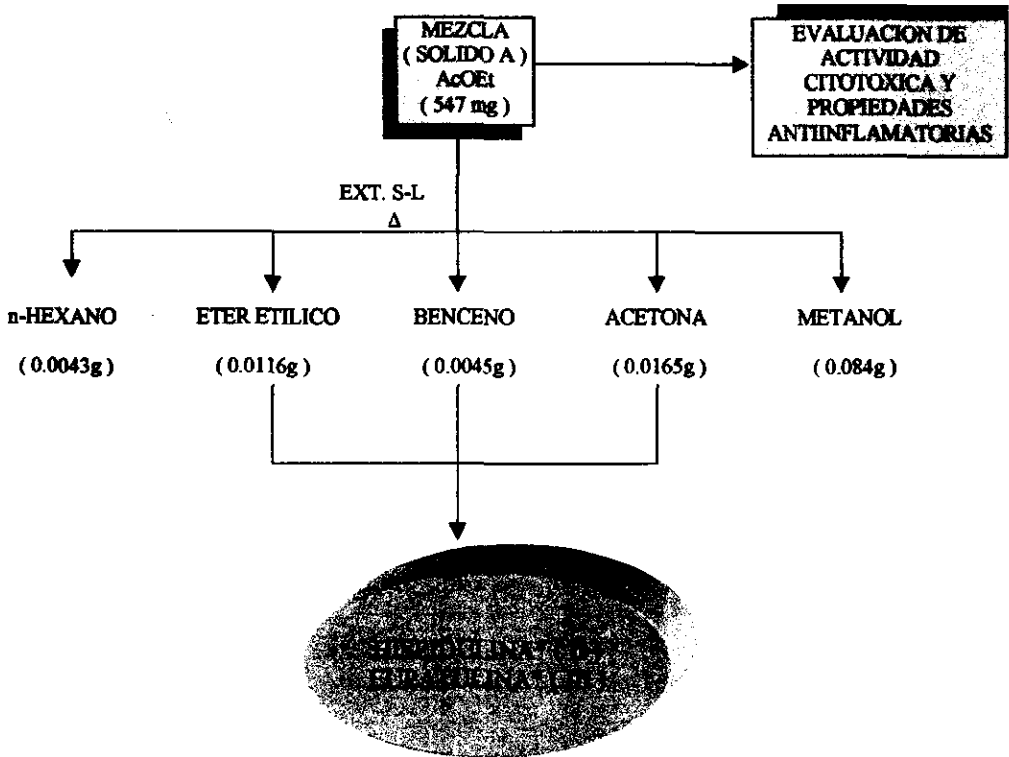 MEZCLA
( SOLIDO A )
AcOEt
( 547 mg )
EVALUACION DE
ACTIVIDAD
CITOTOXICA Y
PROPIEDADES
ANTIINFLAMATORIAS
EXT. S-L
Δ
n-HEXANO
ETER ETILICO
BENCENO
ACETONA
METANOL
( 0.0043g )
( 0.0116g )
( 0.0045g )
( 0.0165g )
( 0.084g )